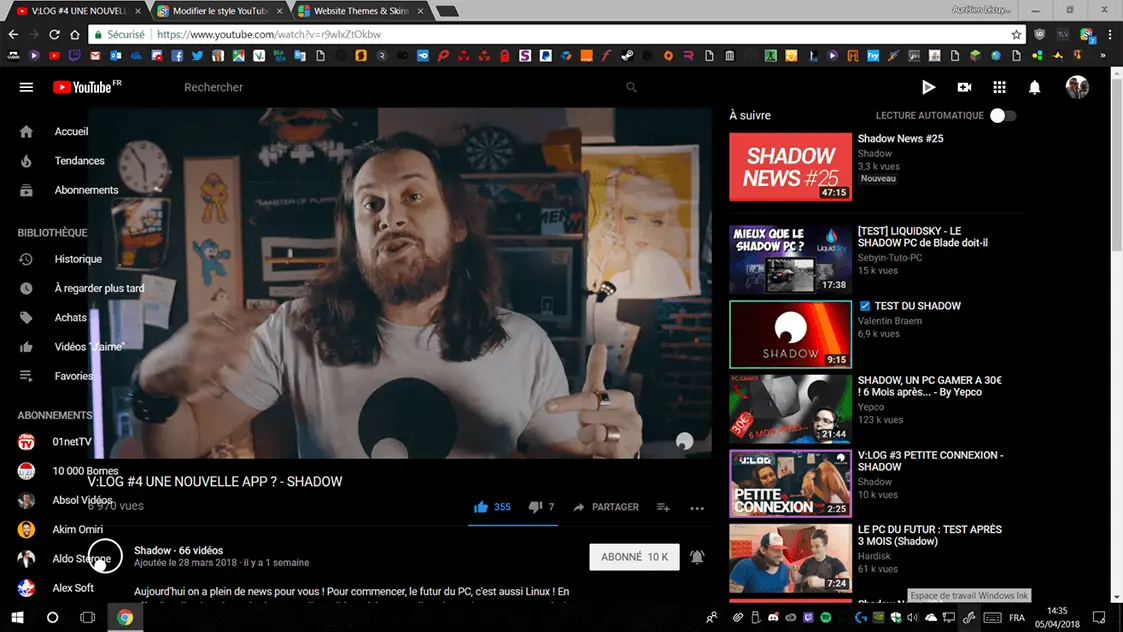 V:LOG #4 UNE NOUVELL
Modifier le style YouTub
Website Themes & Skins
Aurélien Lécuy...
Sécurisé
https://www.youtube.com/watch?v=r9wIxZtOkbw
YouTube FR
Rechercher
Accueil
Tendances
Abonnements
BIBLIOTHÈQUE
Historique
À regarder plus tard
Achats
Vidéos "J'aime"
Favories
ABONNEMENTS
01netTV
10 000 Bornes
Absol Vidéos
Akim Omiri
Aldo Sterone
Alex Soft
MASTER OF PUPPE
V:LOG #4 UNE NOUVELLE APP ? - SHADOW
6 970 vues
355
7
PARTAGER
Shadow · 66 vidéos
Ajoutée le 28 mars 2018 · il y a 1 semaine
ABONNÉ 10 K
Aujourd'hui on a plein de news pour vous ! Pour commencer, le futur du PC, c'est aussi Linux ! En
À suivre
LECTURE AUTOMATIQUE
SHADOW
NEWS #25
47:15
Shadow News #25
Shadow
3,3 k vues
Nouveau
MIEUX QUE LE
SHADOW PC ?
LiquidSky
17:38
[TEST] LIQUIDSKY - LE
SHADOW PC de Blade doit-il
Sebyin-Tuto-PC
15 k vues
SHADOW
9:15
TEST DU SHADOW
Valentin Braem
6,9 k vues
PC GAMER
30€
6 MOIS APRES...
21:44
SHADOW, UN PC GAMER A 30€
! 6 Mois après... - By Yepco
Yepco
123 k vues
V:LOG
PETITE
CONNEXION
2:25
V:LOG #3 PETITE CONNEXION -
SHADOW
Shadow
10 k vues
7:24
LE PC DU FUTUR : TEST APRÈS
3 MOIS (Shadow)
Hardisk
61 k vues
Espace de travail Windows Ink
FRA
14:35
05/04/2018